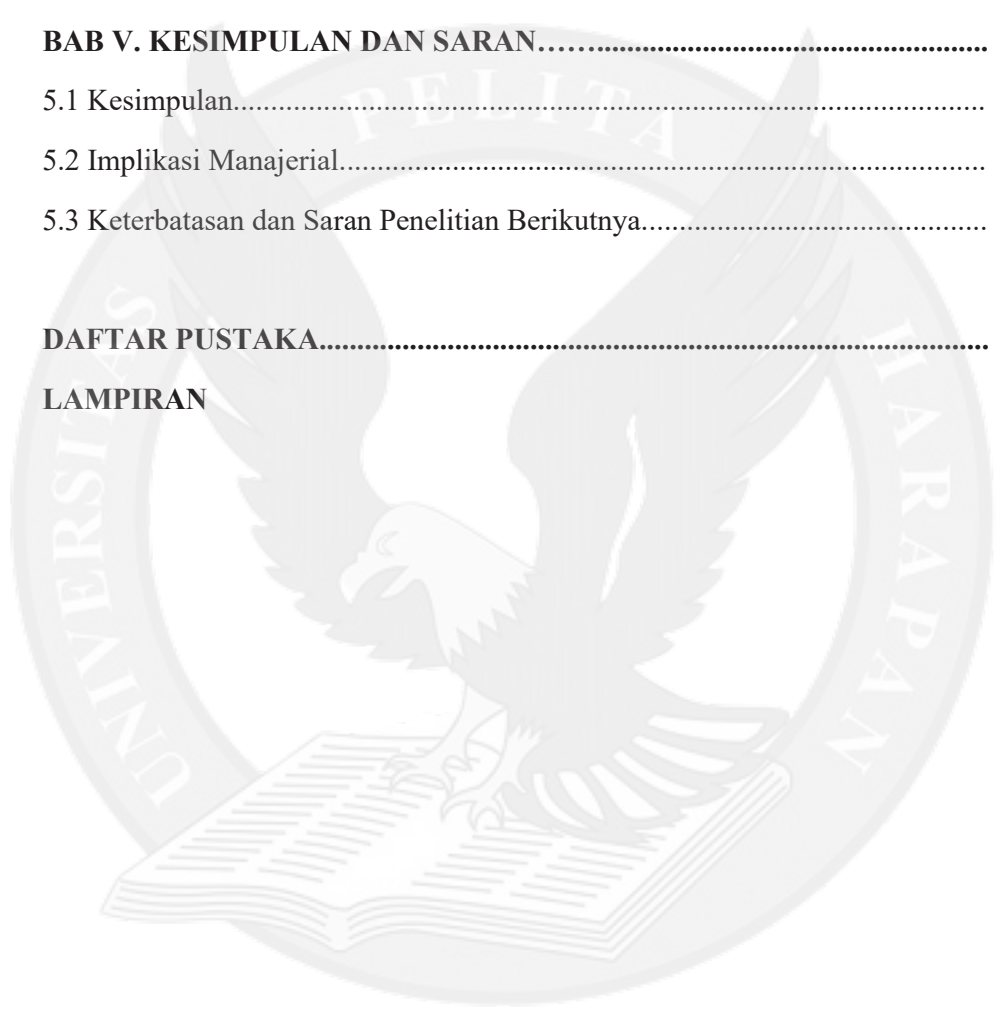 BAB V. KESIMPULAN DAN SARAN……....................................................
5.1 Kesimpulan....................................................................................................
5.2 Implikasi Manajerial......................................................................................
5.3 Keterbatasan dan Saran Penelitian Berikutnya..............................................
DAFTAR PUSTAKA.........................................................................................
LAMPIRAN
UNIVERSITAS PELITA HARAPAN